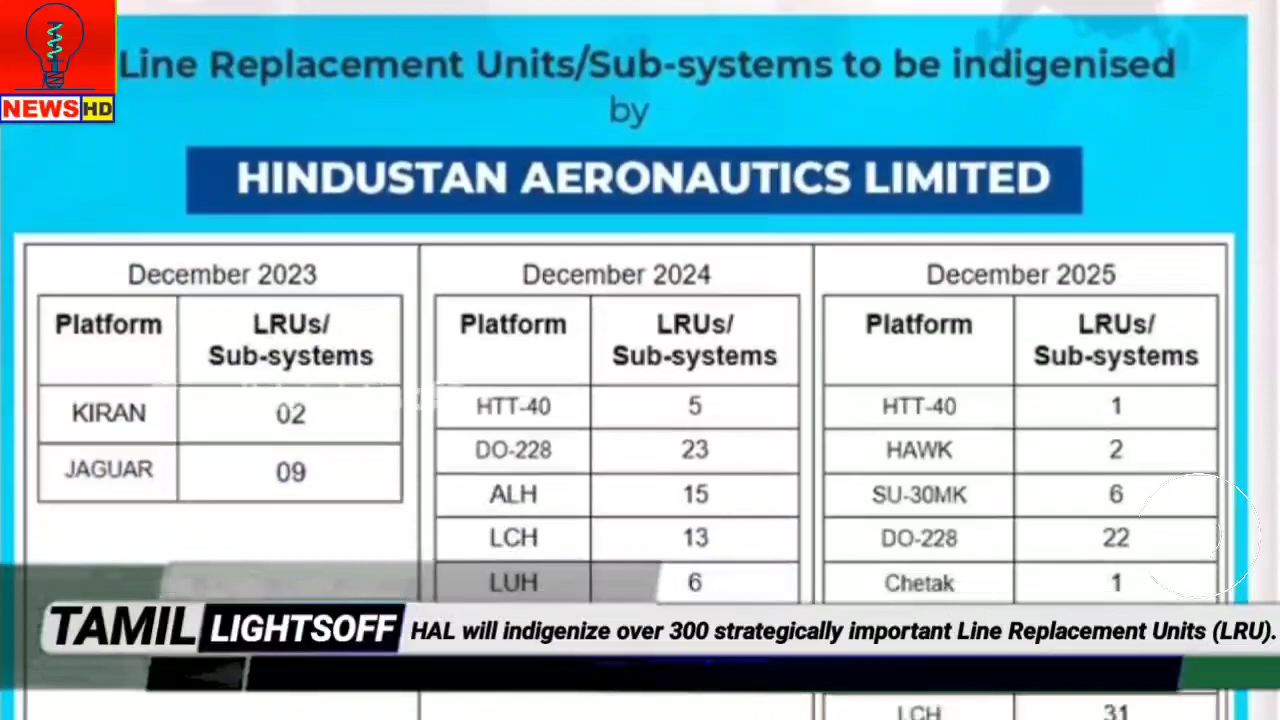 NEWS HD
Line Replacement Units/Sub-systems to be indigenised
by
HINDUSTAN AERONAUTICS LIMITED
December 2023
Platform LRUs/ Sub-systems
KIRAN 02
JAGUAR 09
December 2024
Platform LRUs/ Sub-systems
HTT-40 5
DO-228 23
ALH 15
LCH 13
LUH 6
December 2025
Platform LRUs/ Sub-systems
HTT-40 1
HAWK 2
SU-30MK 6
DO-228 22
Chetak 1
LCH 31
TAMIL LIGHTSOFF HAL will indigenize over 300 strategically important Line Replacement Units (LRU).